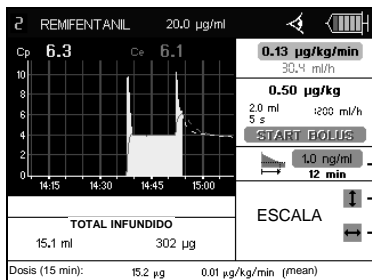 2 REMIFENTANIL 20.0 µg/ml
Cp 6.3 Ce 6.1
10
8
6
4
2
0
14:15 14:30 14:45 15:00
0.13 µg/kg/min
30.4 ml/h
0.50 µg/kg
2.0 ml 1200 ml/h
5 s
START BOLUS
1.0 ng/ml
12 min
ESCALA
TOTAL INFUNDIDO
15.1 ml 302 µg
Dosis (15 min): 15.2 µg 0.01 µg/kg/min (mean)